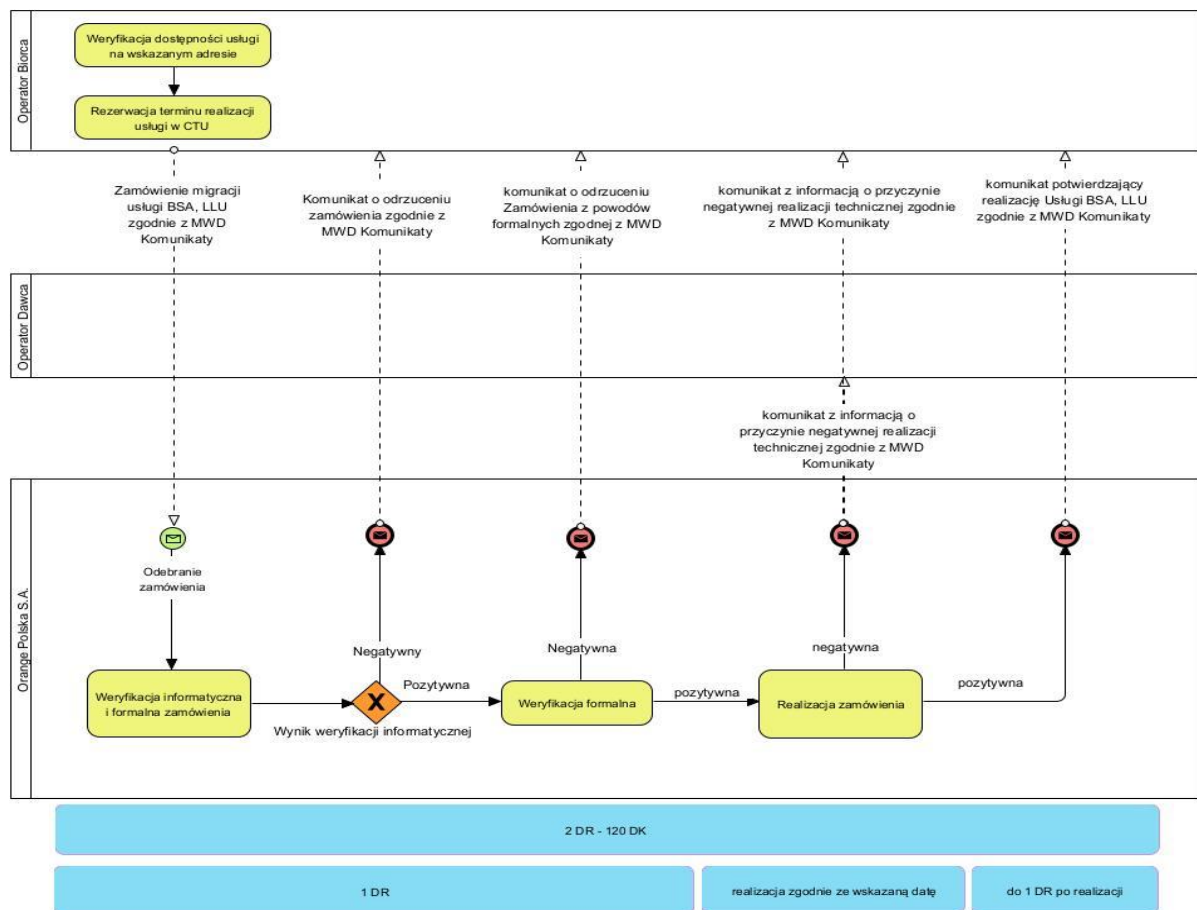 Operator Biorca
Weryfikacja dostępności usługi
na wskazanym adresie
Rezerwacja terminu realizacji
usługi w CTU
Zamówienie migracji
usługi BSA, LLU
zgodnie z MWD
Komunikaty
Komunikat o odrzuceniu
zamówienia zgodnie z
MWD Komunikaty
komunikat o odrzuceniu
Zamówienia z powodów
formalnych zgodnej z MWD
Komunikaty
komunikat z informacją o przyczynie
negatywnej realizacji technicznej zgodnie
z MWD Komunikaty
komunikat potwierdzający
realizację Usługi BSA, LLU
zgodnie z MWD Komunikaty
Operator Dawca
komunikat z informacją o
przyczynie negatywnej realizacji
technicznej zgodnie z MWD
Komunikaty
Orange Polska S.A.
Odebranie
zamówienia
Negatywny
Negatywna
negatywna
Weryfikacja informatyczna
i formalna zamówienia
X
Pozytywna
Weryfikacja formalna
pozytywna
Realizacja zamówienia
pozytywna
Wynik weryfikacji informatycznej
2 DR - 120 DK
1 DR
realizacja zgodnie ze wskazaną datę
do 1 DR po realizacji